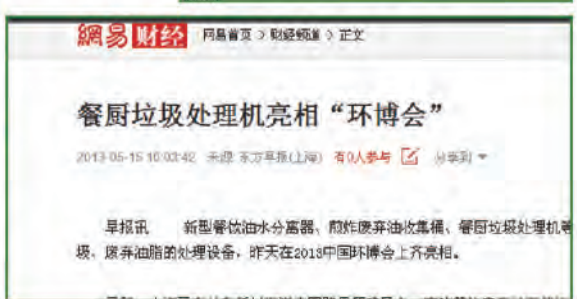 網易财经 网易首页 > 财经频道 > 正文
餐厨垃圾处理机亮相“环博会”
2013-05-15 10:03:42 来源: 东方早报(上海) 有0人参与 分享到
早报讯 新型餐饮油水分离器、煎炸废弃油收集桶、餐厨垃圾处理机等
圾、废弃油脂的处理设备，昨天在2013中国环博会上齐亮相。